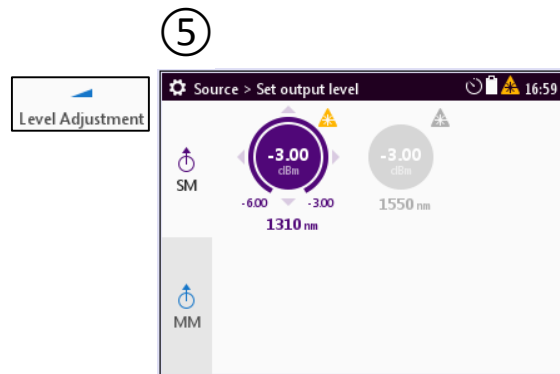 ⑤
Level Adjustment
Source > Set output level 16:59
SM
-3.00
dBm
-6.00 -3.00
1310 nm
-3.00
dBm
1550 nm
MM